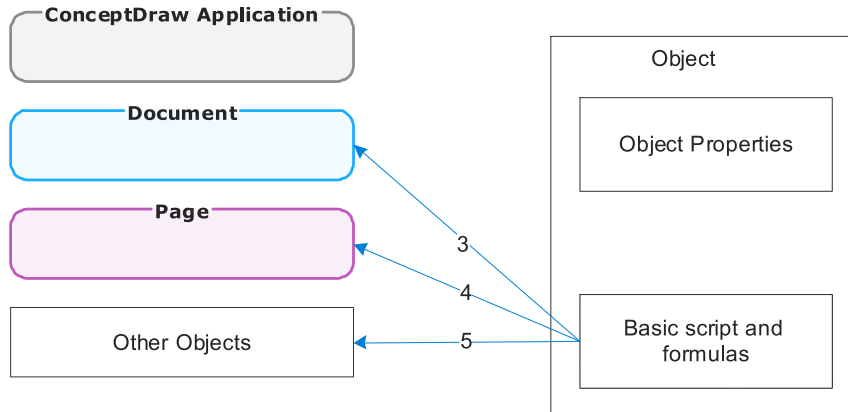 ConceptDraw Application
Object
Document
Object Properties
Page
3
4
Other Objects
5
Basic script and
formulas